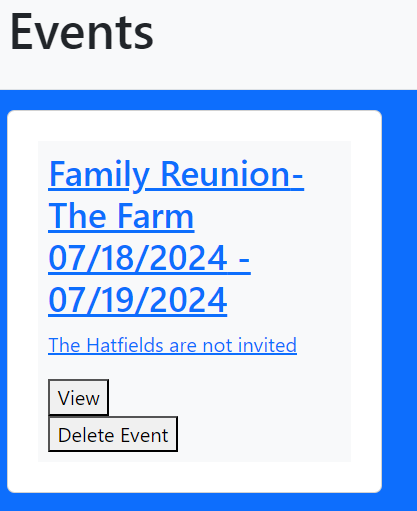 Events
Family Reunion-
The Farm
07/18/2024 -
07/19/2024
The Hatfields are not invited
View
Delete Event